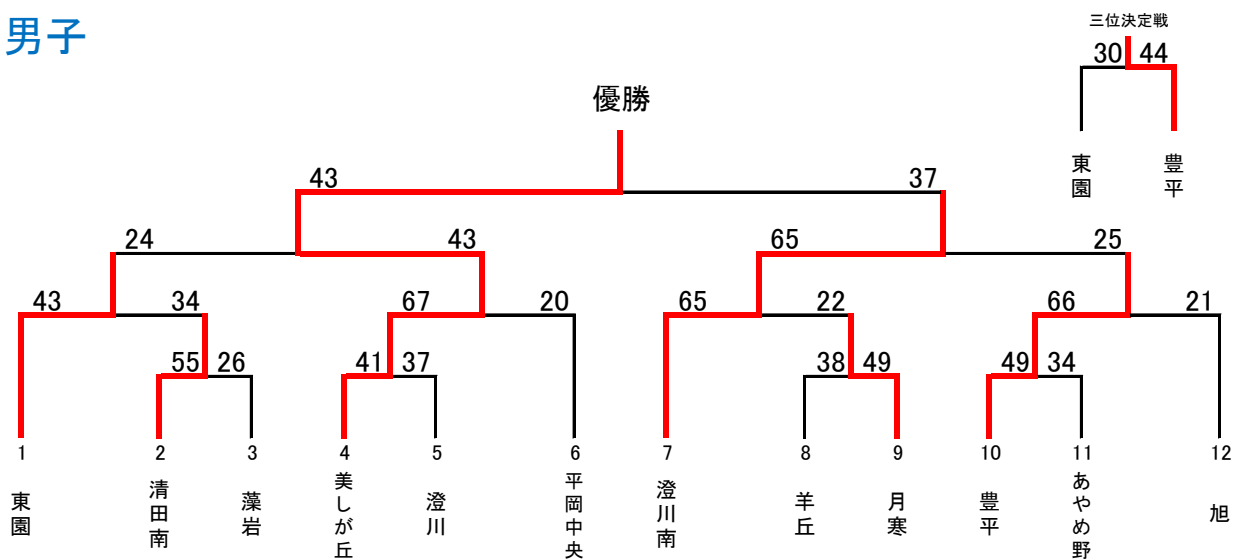 男子
三位決定戦
30 44
東園
豊平
優勝
43 37
24 43 65 25
43 34 67 20 65 22 66 21
55 26 41 37 38 49 49 34
1 2 3 4 5 6 7 8 9 10 11 12
東園
清田南
藻岩
美しが丘
澄川
平岡中央
澄川南
羊丘
月寒
豊平
あやめ野
旭